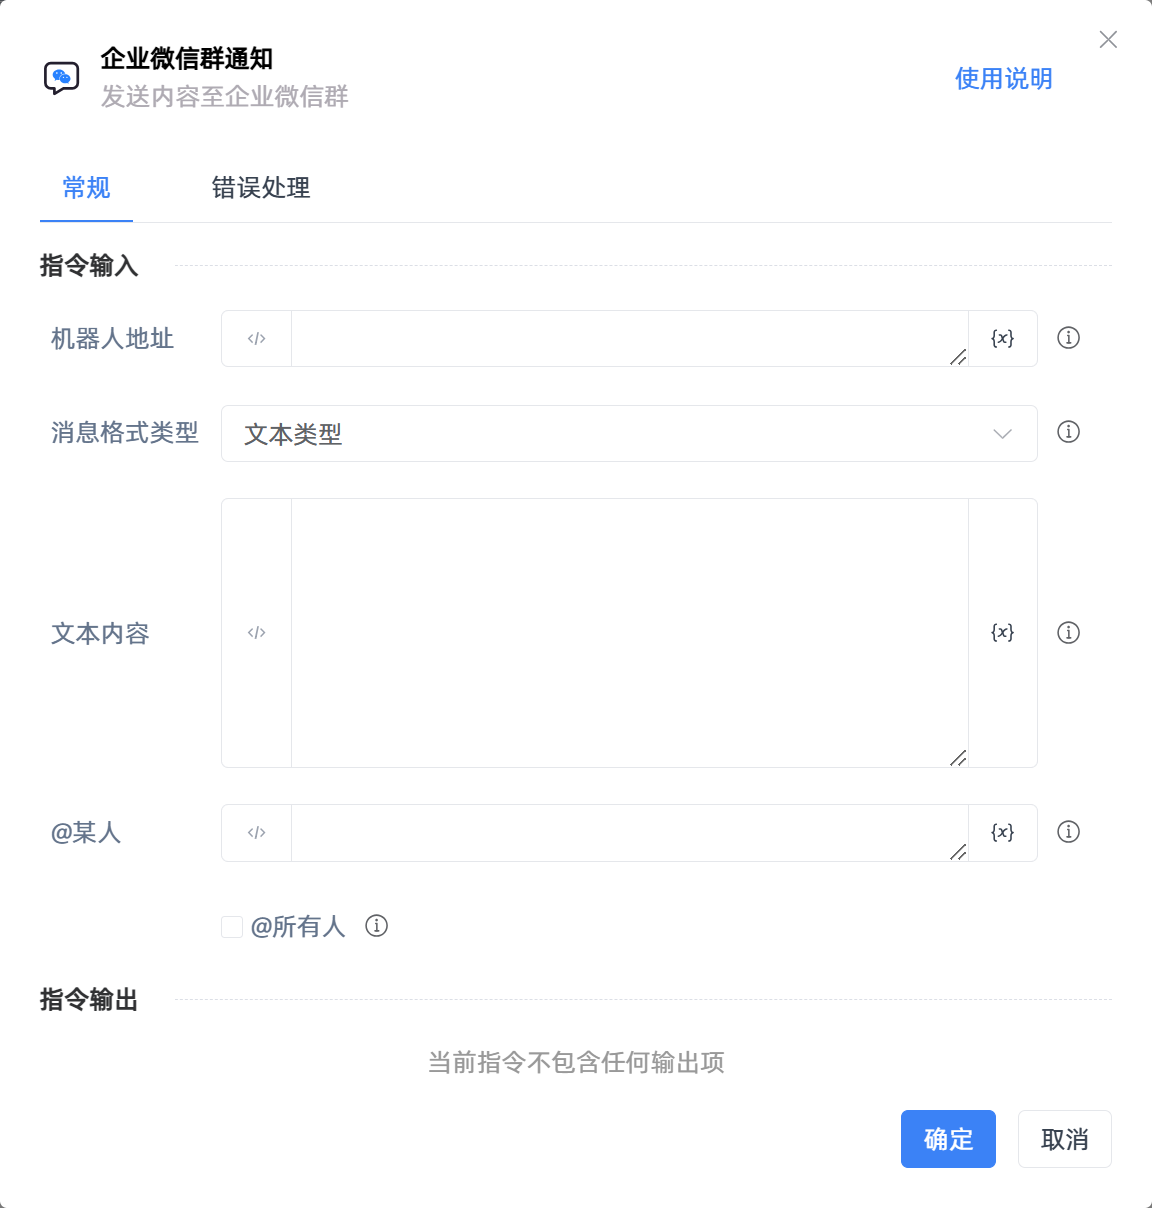 企业微信群通知
发送内容至企业微信群
使用说明
常规
错误处理
指令输入
机器人地址
</>
{x}
消息格式类型
文本类型
文本内容
</>
{x}
@某人
</>
{x}
@所有人
指令输出
当前指令不包含任何输出项
确定
取消